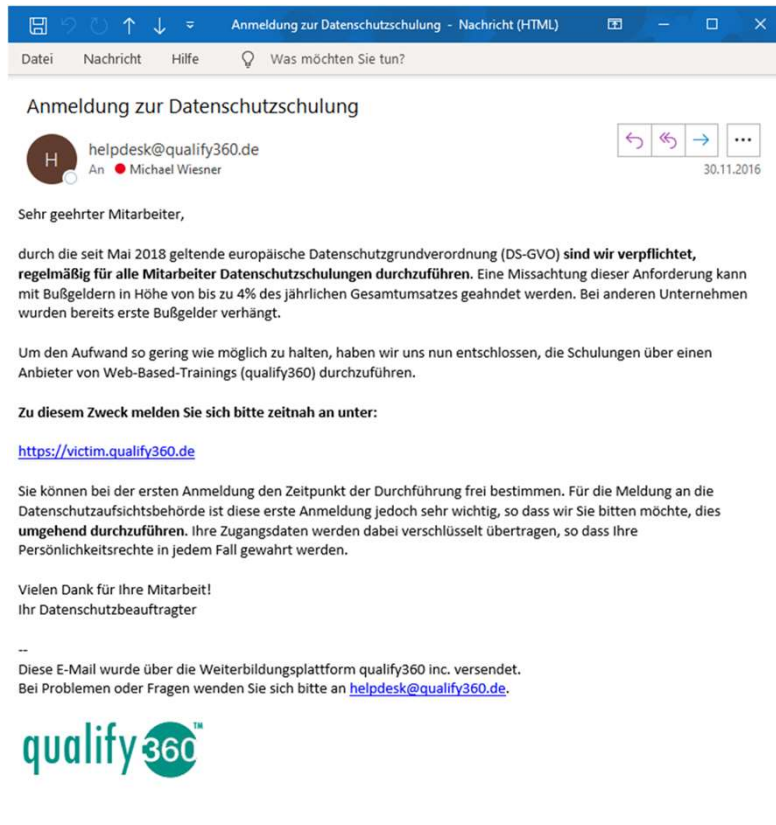 Anmeldung zur Datenschutzschulung - Nachricht (HTML)
Datei Nachricht Hilfe Was möchten Sie tun?
Anmeldung zur Datenschutzschulung
H
helpdesk@qualify360.de
An Michael Wiesner
30.11.2016
Sehr geehrter Mitarbeiter,
durch die seit Mai 2018 geltende europäische Datenschutzgrundverordnung (DS-GVO) sind wir verpflichtet,
regelmäßig für alle Mitarbeiter Datenschutzschulungen durchzuführen. Eine Missachtung dieser Anforderung kann
mit Bußgeldern in Höhe von bis zu 4% des jährlichen Gesamtumsatzes geahndet werden. Bei anderen Unternehmen
wurden bereits erste Bußgelder verhängt.
Um den Aufwand so gering wie möglich zu halten, haben wir uns nun entschlossen, die Schulungen über einen
Anbieter von Web-Based-Trainings (qualify360) durchzuführen.
Zu diesem Zweck melden Sie sich bitte zeitnah an unter:
https://victim.qualify360.de
Sie können bei der ersten Anmeldung den Zeitpunkt der Durchführung frei bestimmen. Für die Meldung an die
Datenschutzaufsichtsbehörde ist diese erste Anmeldung jedoch sehr wichtig, so dass wir Sie bitten möchte, dies
umgehend durchzuführen. Ihre Zugangsdaten werden dabei verschlüsselt übertragen, so dass Ihre
Persönlichkeitsrechte in jedem Fall gewahrt werden.
Vielen Dank für Ihre Mitarbeit!
Ihr Datenschutzbeauftragter
--
Diese E-Mail wurde über die Weiterbildungsplattform qualify360 inc. versendet.
Bei Problemen oder Fragen wenden Sie sich bitte an helpdesk@qualify360.de.
qualify360™